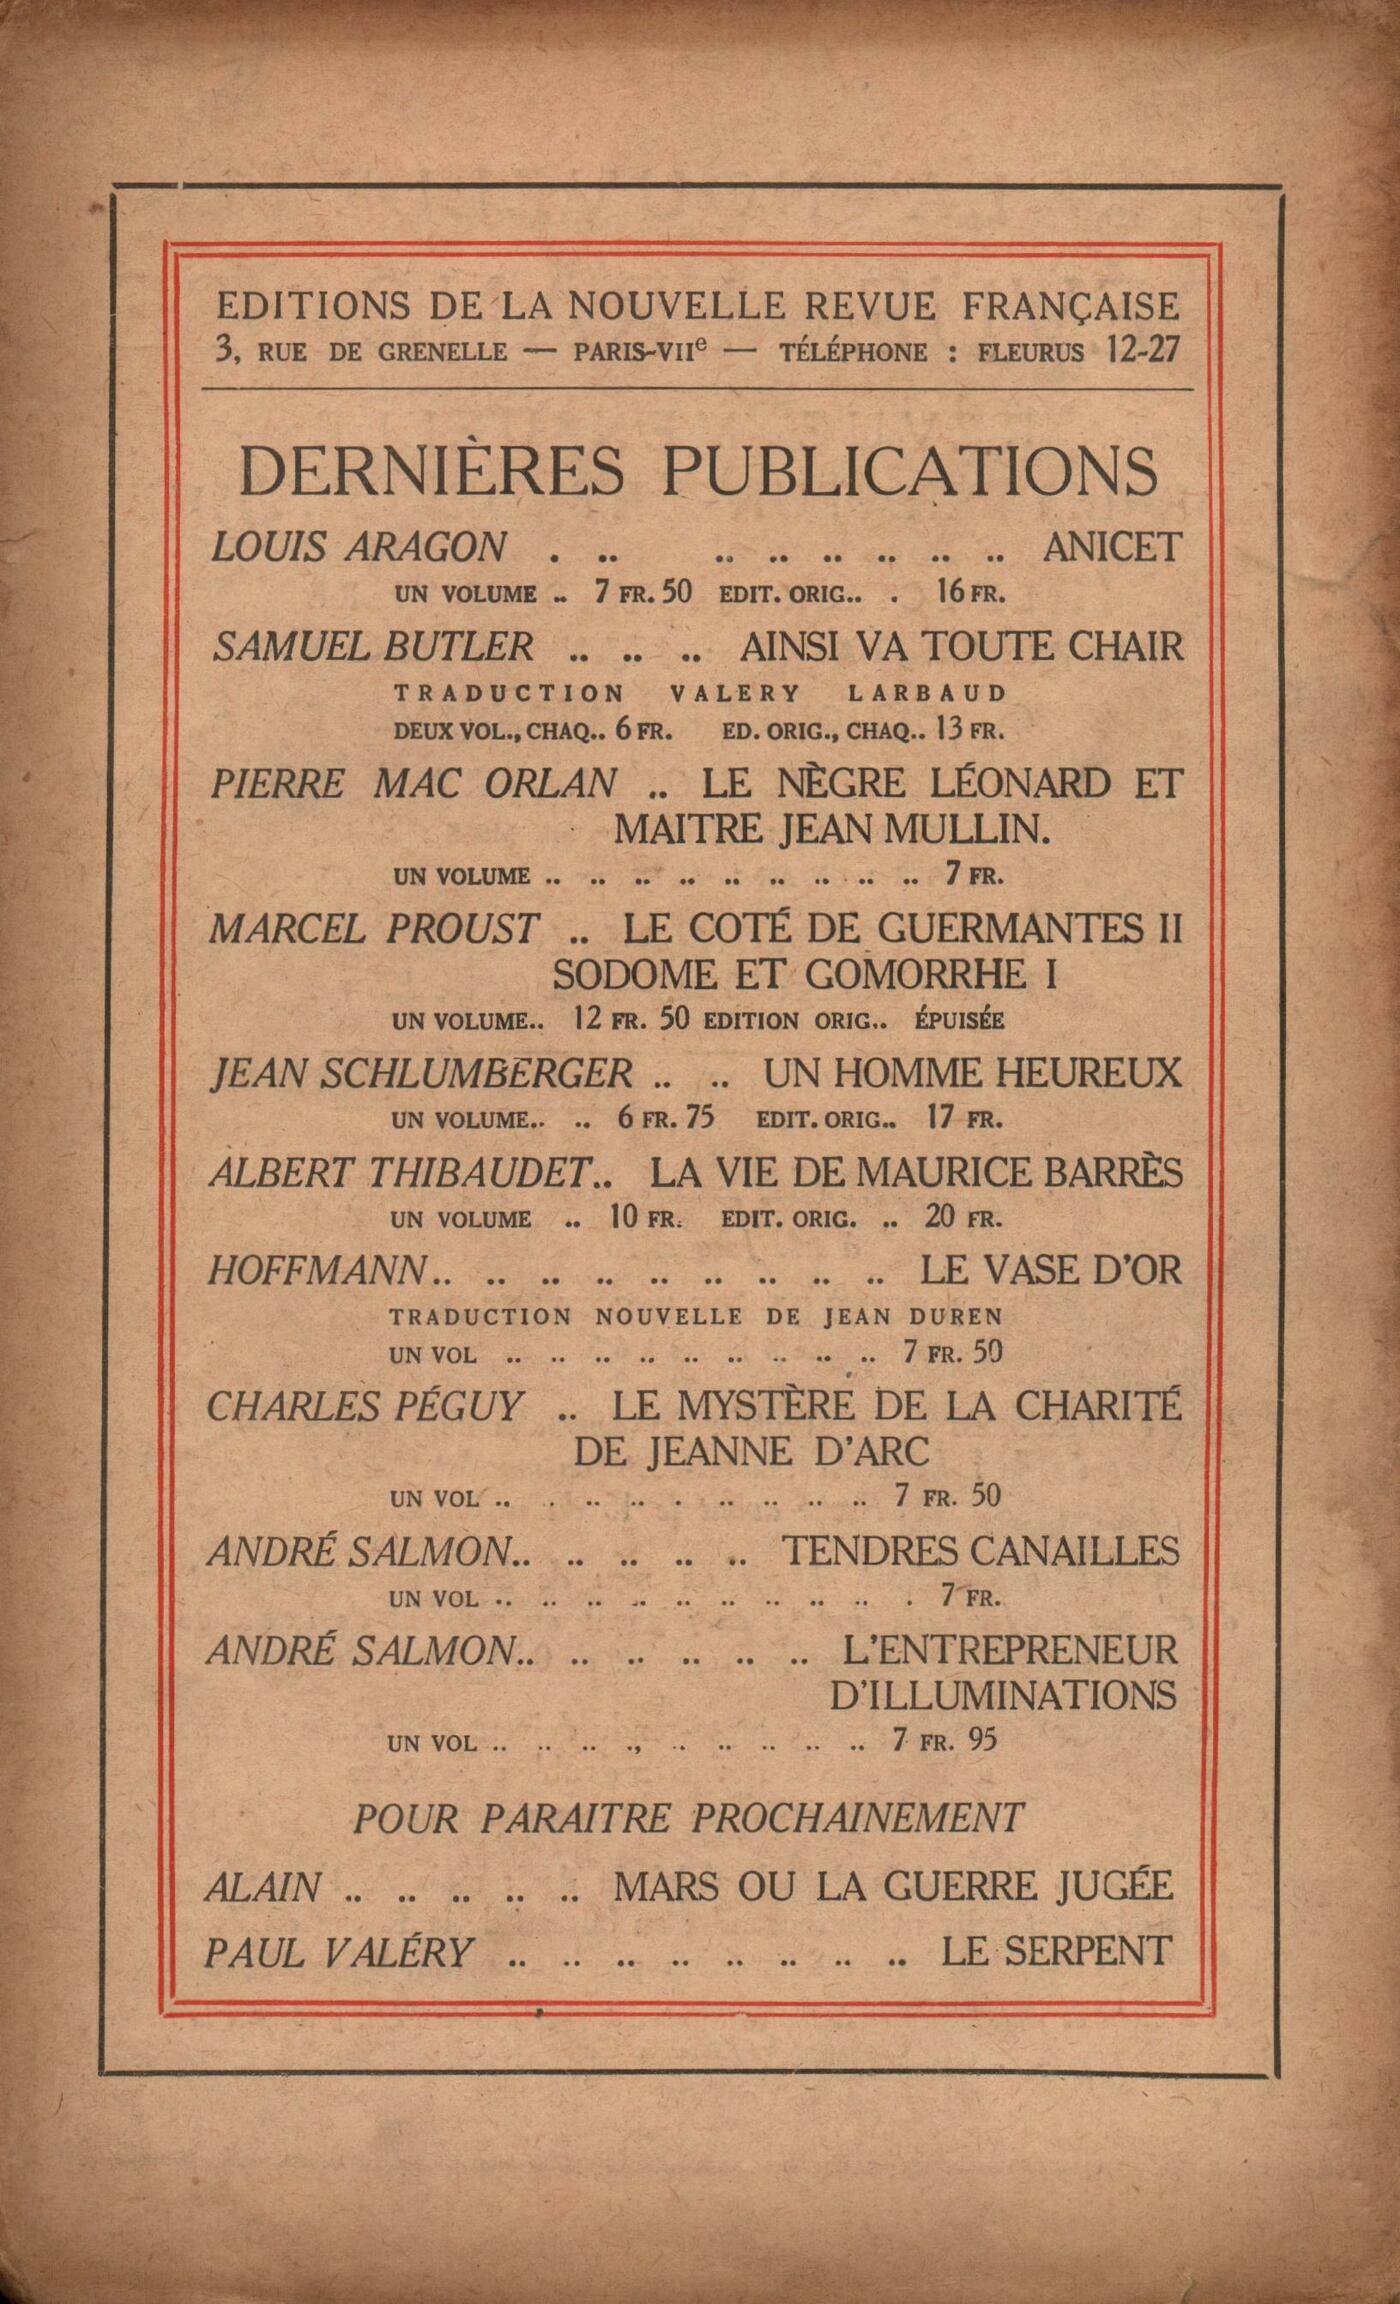 EDITIONS DE LA NOUVELLE REVUE FRANÇAISE
3, RUE DE GRENELLE — PARIS-VIIe — TÉLÉPHONE : FLEURUS 12-27
DERNIÈRES PUBLICATIONS
LOUIS ARAGON . .. .. .. .. .. .. .. ANICET
UN VOLUME .. 7 FR. 50 EDIT. ORIG.. . 16 FR.
SAMUEL BUTLER .. .. .. AINSI VA TOUTE CHAIR
TRADUCTION VALERY LARBAUD
DEUX VOL., CHAQ.. 6 FR. ED. ORIG., CHAQ.. 13 FR.
PIERRE MAC ORLAN .. LE NÈGRE LÉONARD ET
MAITRE JEAN MULLIN.
UN VOLUME .. .. .. .. .. .. .. .. .. 7 FR.
MARCEL PROUST .. LE COTÉ DE GUERMANTES II
SODOME ET GOMORRHE I
UN VOLUME.. 12 FR. 50 EDITION ORIG.. ÉPUISÉE
JEAN SCHLUMBERGER .. .. UN HOMME HEUREUX
UN VOLUME.. .. 6 FR. 75 EDIT. ORIG.. 17 FR.
ALBERT THIBAUDET.. LA VIE DE MAURICE BARRÈS
UN VOLUME .. 10 FR. EDIT. ORIG. .. 20 FR.
HOFFMANN.. .. .. .. .. .. .. .. .. LE VASE D'OR
TRADUCTION NOUVELLE DE JEAN DUREN
UN VOL .. .. .. .. .. .. .. .. .. 7 FR. 50
CHARLES PÉGUY .. LE MYSTÈRE DE LA CHARITÉ
DE JEANNE D'ARC
UN VOL .. . .. .. . .. .. .. .. 7 FR. 50
ANDRÉ SALMON.. .. .. .. .. TENDRES CANAILLES
UN VOL .. .. .. .. .. .. .. .. .. . 7 FR.
ANDRÉ SALMON.. .. .. .. .. .. L'ENTREPRENEUR
D'ILLUMINATIONS
UN VOL .. .. .. ., .. .. .. .. .. 7 FR. 95
POUR PARAITRE PROCHAINEMENT
ALAIN .. .. .. .. .. MARS OU LA GUERRE JUGÉE
PAUL VALÉRY .. .. .. .. .. .. .. .. LE SERPENT